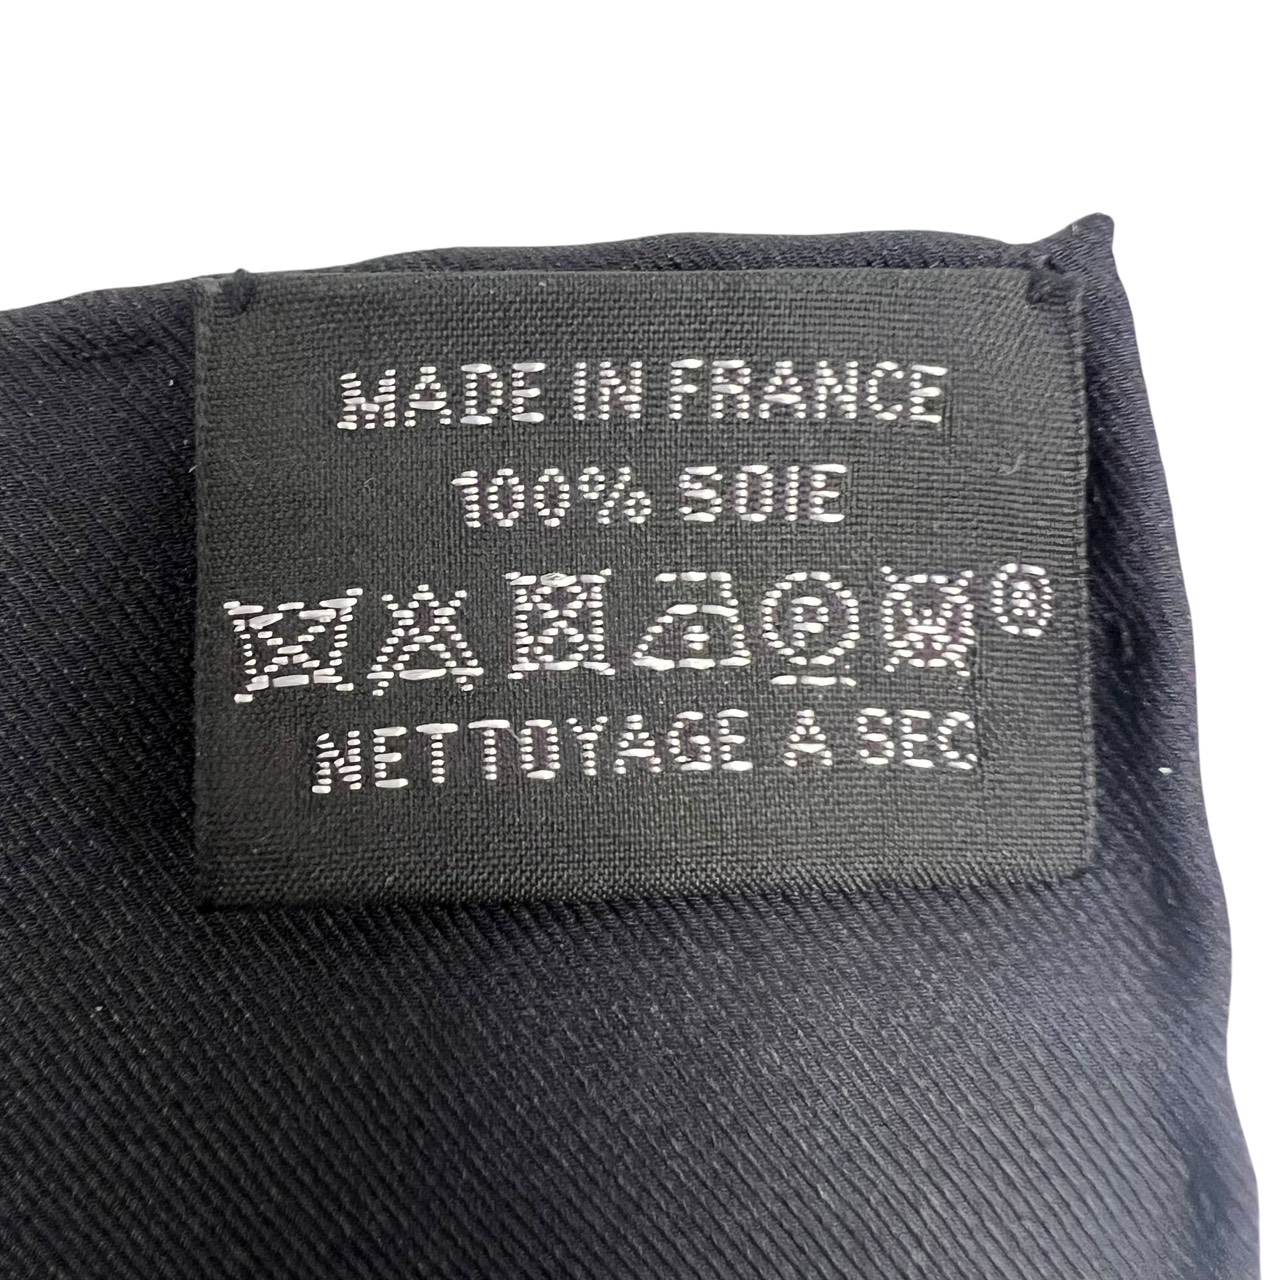 MADE IN FRANCE
100% SOIE
P ®
NETTOYAGE A SEC